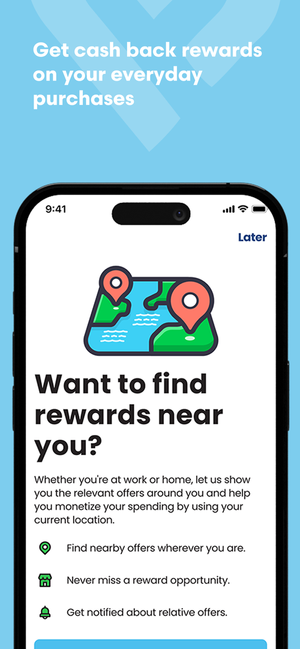 Get cash back rewards
on your everyday
purchases
9:41
Later
Want to find
rewards near
you?
Whether you're at work or home, let us show
you the relevant offers around you and help
you monetize your spending by using your
current location.
Find nearby offers wherever you are.
Never miss a reward opportunity.
Get notified about relative offers.